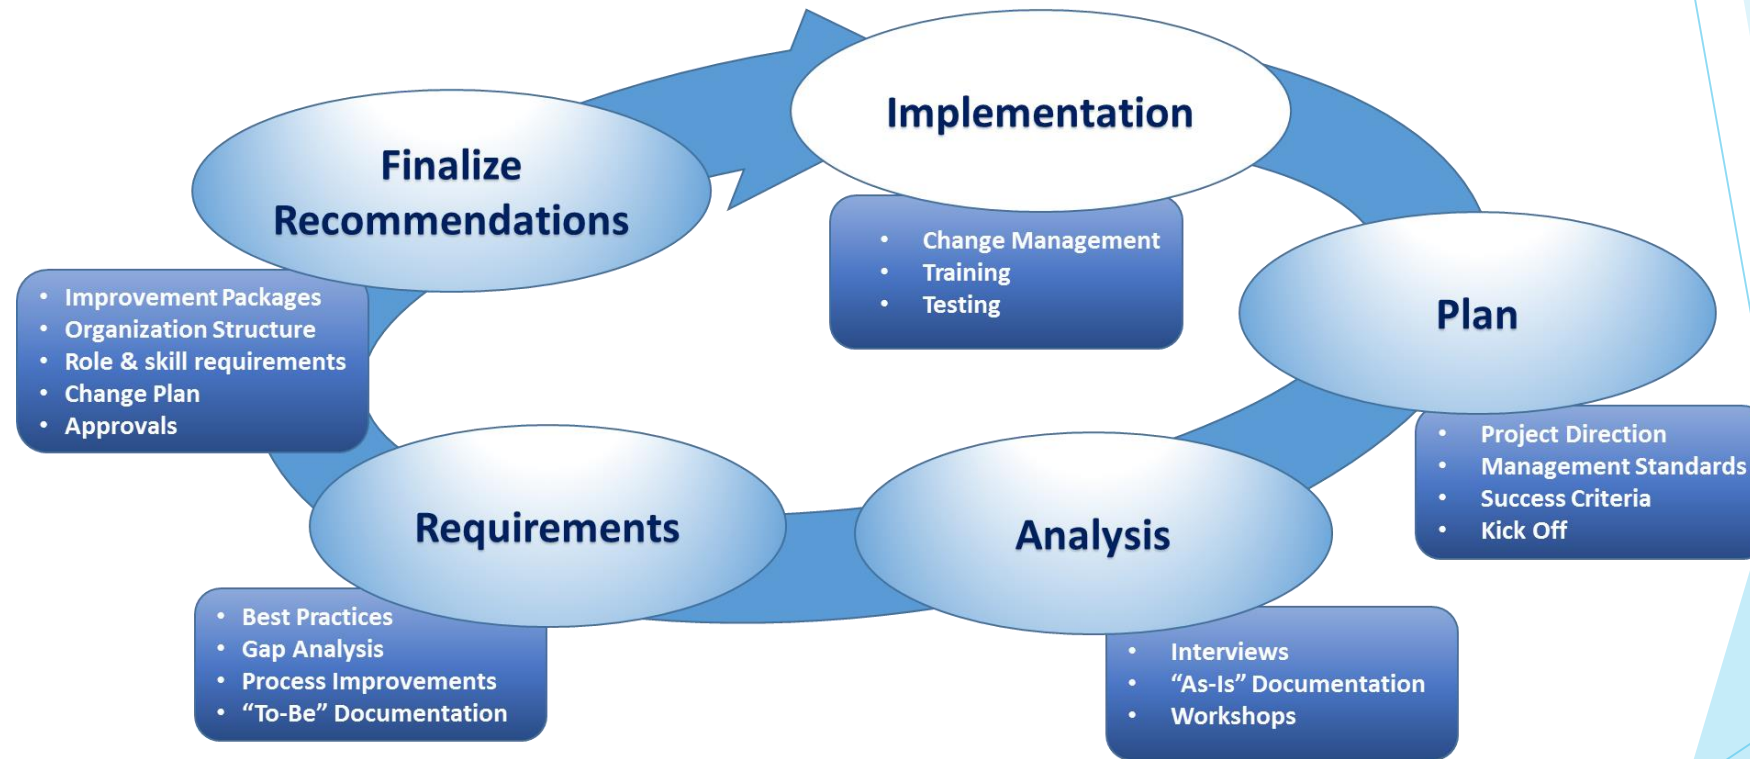 Implementation
• Change Management
• Training
• Testing
Plan
• Project Direction
• Management Standards
• Success Criteria
• Kick Off
Analysis
• Interviews
• “As-Is” Documentation
• Workshops
Requirements
• Best Practices
• Gap Analysis
• Process Improvements
• “To-Be” Documentation
Finalize
Recommendations
• Improvement Packages
• Organization Structure
• Role & skill requirements
• Change Plan
• Approvals